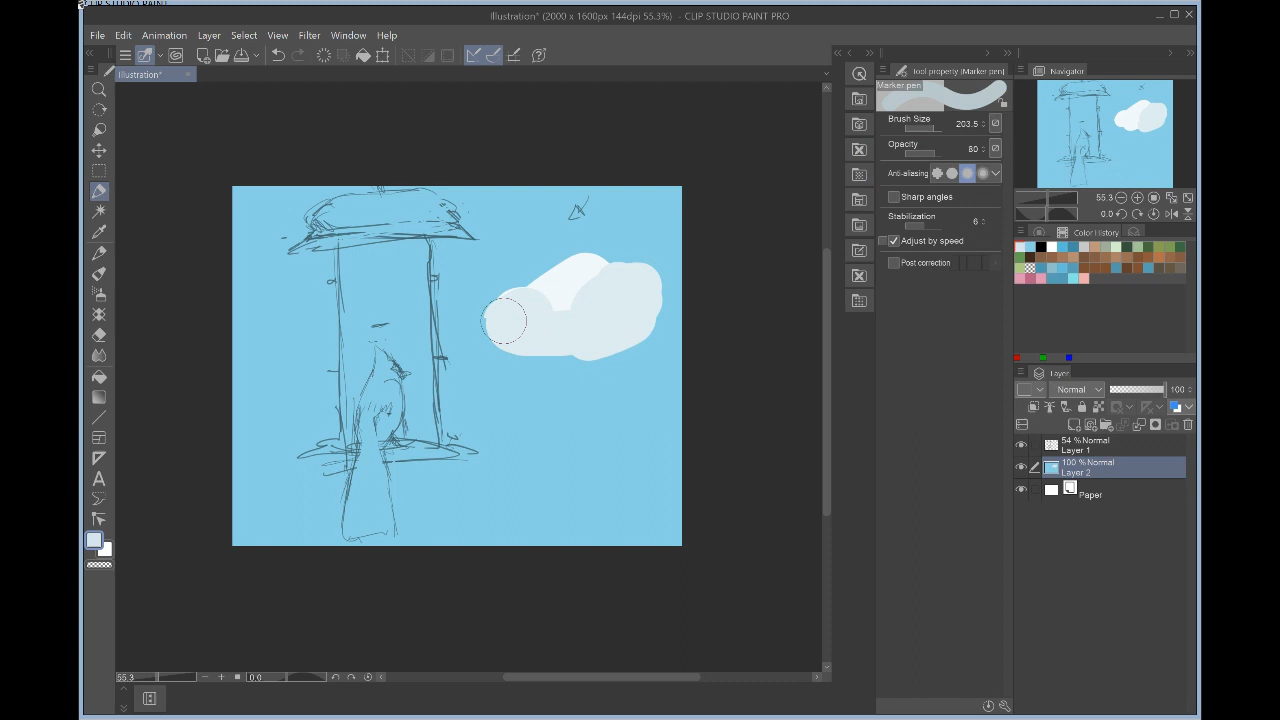 CLIP STUDIO PAINT
Illustration* (2000 x 1600px 144dpi 55.3%) - CLIP STUDIO PAINT PRO
File Edit Animation Layer Select View Filter Window Help
Illustration*
Tool property (Marker pen)
Marker pen
Brush Size 203.5
Opacity 80
Anti-aliasing
Sharp angles
Stabilization 6
Adjust by speed
Post correction
Navigator
55.3
0.0
Color History
Layer
Normal 100
54 % Normal
Layer 1
100 % Normal
Layer 2
Paper
55.3 0.0